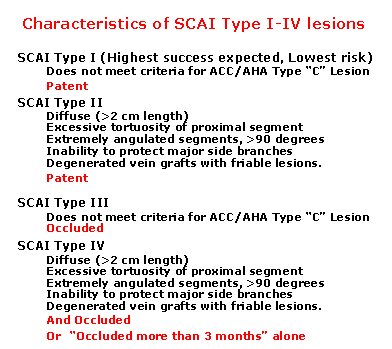 Characteristics of SCAI Type I-IV lesions
SCAI Type I (Highest success expected, Lowest risk)
Does not meet criteria for ACC/AHA Type “C” Lesion
Patent
SCAI Type II
Diffuse (>2 cm length)
Excessive tortuosity of proximal segment
Extremely angulated segments, >90 degrees
Inability to protect major side branches
Degenerated vein grafts with friable lesions.
Patent
SCAI Type III
Does not meet criteria for ACC/AHA Type “C” Lesion
Occluded
SCAI Type IV
Diffuse (>2 cm length)
Excessive tortuosity of proximal segment
Extremely angulated segments, >90 degrees
Inability to protect major side branches
Degenerated vein grafts with friable lesions.
And Occluded
Or “Occluded more than 3 months” alone